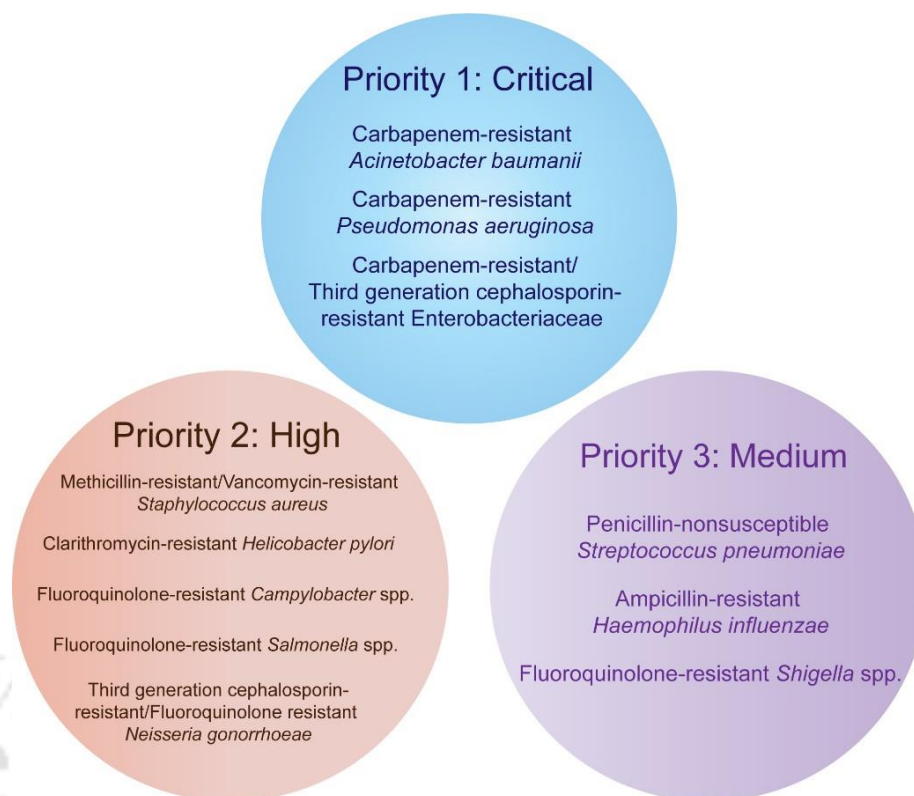 Priority 1: Critical
Carbapenem-resistant
Acinetobacter baumanii
Carbapenem-resistant
Pseudomonas aeruginosa
Carbapenem-resistant/
Third generation cephalosporin-
resistant Enterobacteriaceae
Priority 2: High
Methicillin-resistant/Vancomycin-resistant
Staphylococcus aureus
Clarithromycin-resistant Helicobacter pylori
Fluoroquinolone-resistant Campylobacter spp.
Fluoroquinolone-resistant Salmonella spp.
Third generation cephalosporin-
resistant/Fluoroquinolone resistant
Neisseria gonorrhoeae
Priority 3: Medium
Penicillin-nonsusceptible
Streptococcus pneumoniae
Ampicillin-resistant
Haemophilus influenzae
Fluoroquinolone-resistant Shigella spp.